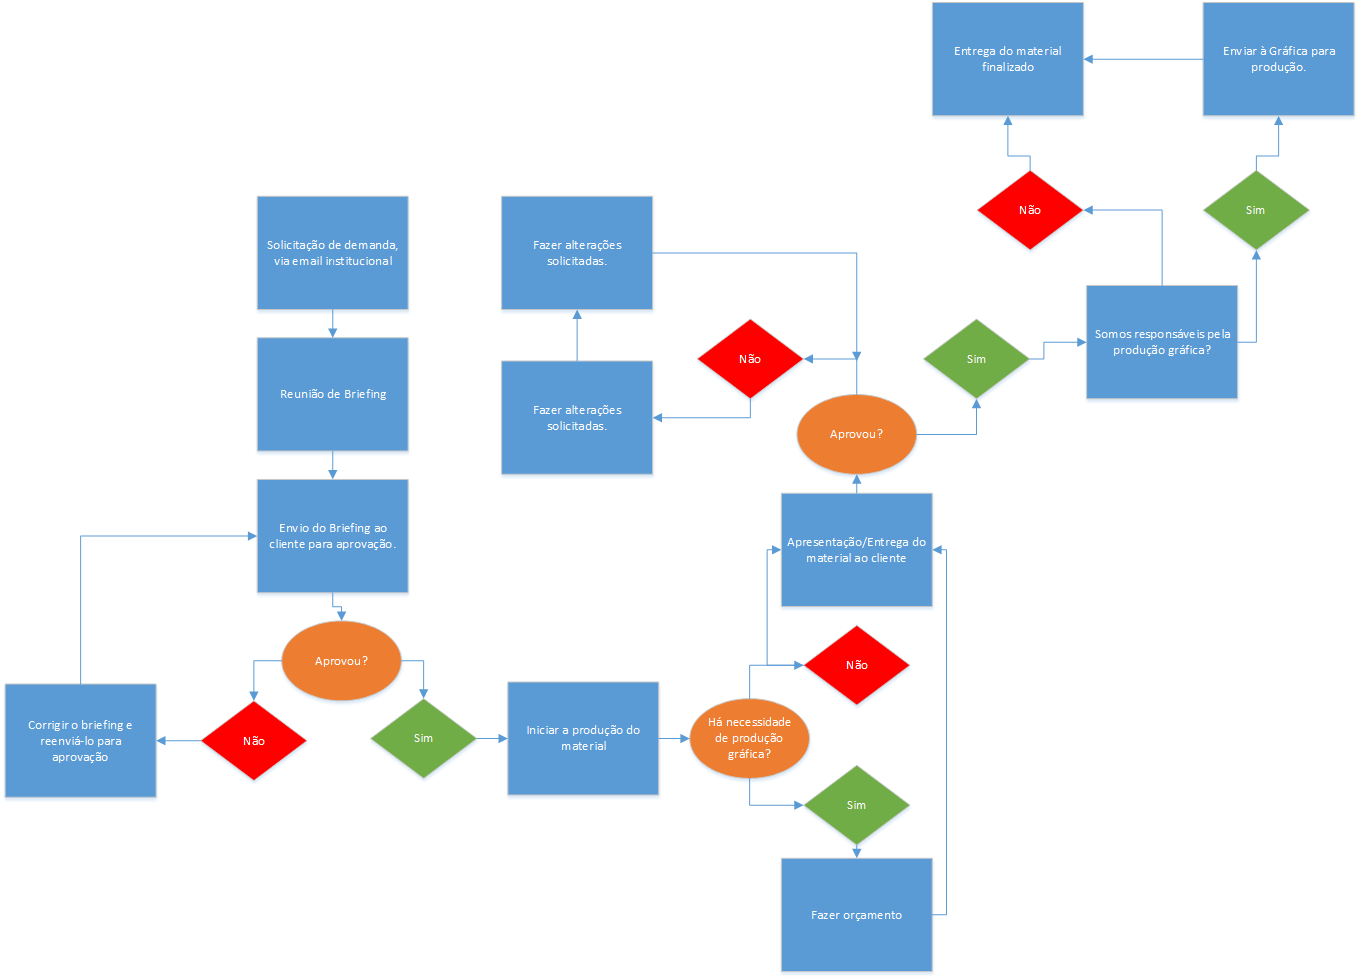 Entrega do material
finalizado
Enviar à Gráfica para
produção.
Não
Sim
Solicitação de demanda,
via email institucional
Fazer alterações
solicitadas.
Somos responsáveis pela
produção gráfica?
Não
Sim
Reunião de Briefing
Fazer alterações
solicitadas.
Aprovou?
Envio do Briefing ao
cliente para aprovação.
Apresentação/Entrega do
material ao cliente
Aprovou?
Não
Corrigir o briefing e
reenviá-lo para
aprovação
Não
Sim
Iniciar a produção do
material
Há necessidade
de produção
gráfica?
Sim
Fazer orçamento